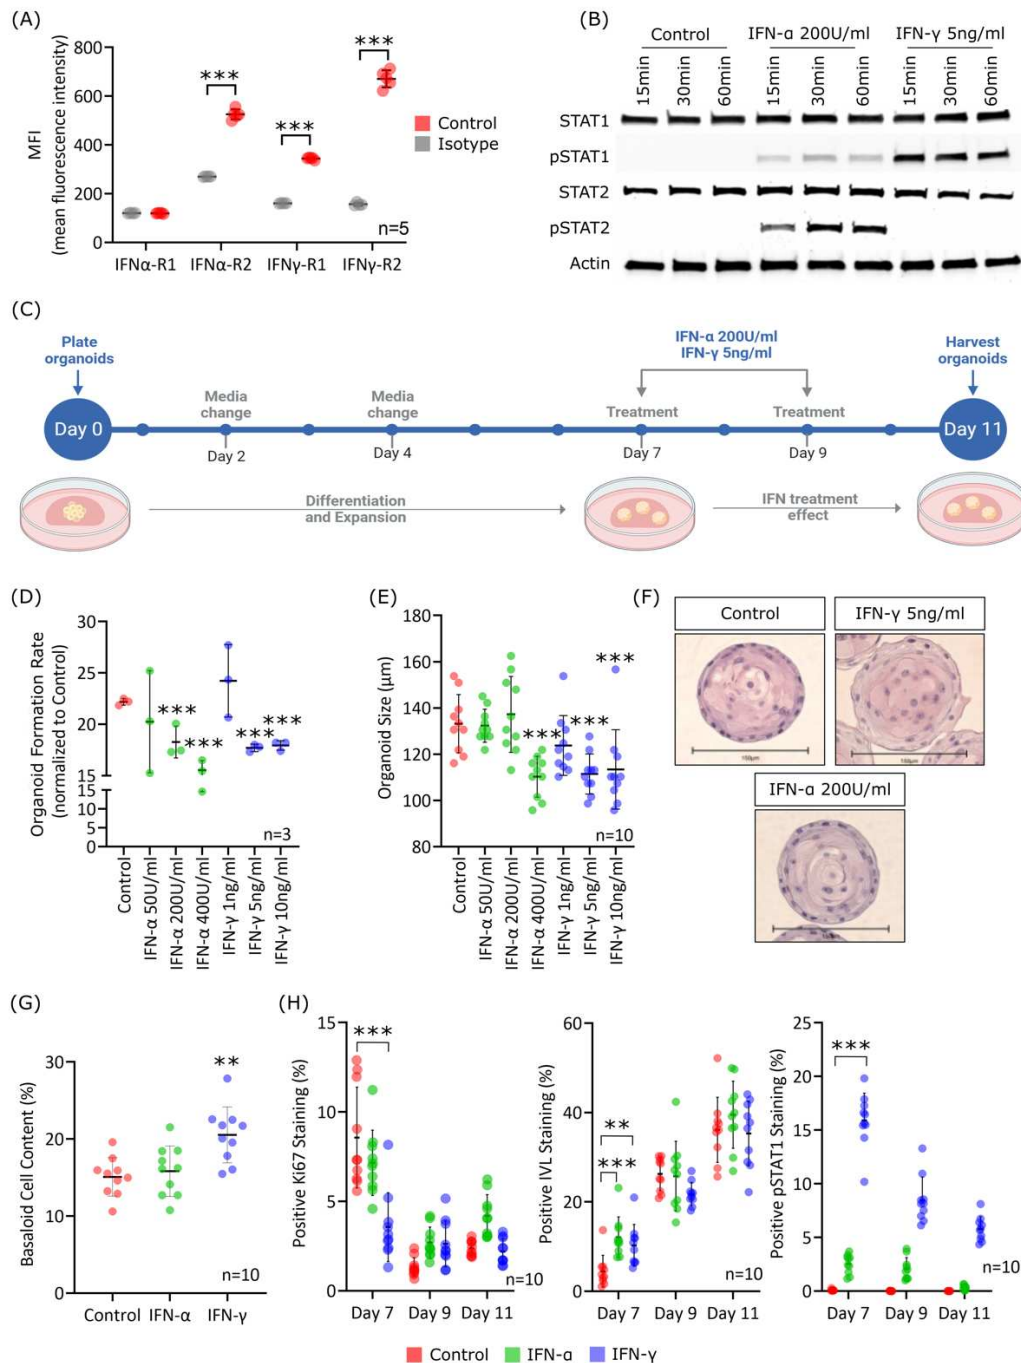 (A)
MFI
(mean fluorescence intensity)
800
600
400
200
0
***
***
***
Control
Isotype
n=5
IFNα-R1
IFNα-R2
IFNγ-R1
IFNγ-R2
(B)
Control
IFN-α 200U/ml
IFN-γ 5ng/ml
15min
30min
60min
15min
30min
60min
15min
30min
60min
STAT1
pSTAT1
STAT2
pSTAT2
Actin
(C)
Plate
organoids
IFN-α 200U/ml
IFN-γ 5ng/ml
Harvest
organoids
Media
change
Media
change
Treatment
Treatment
Day 0
Day 11
Day 2
Day 4
Day 7
Day 9
Differentiation
and Expansion
IFN treatment
effect
(D)
Organoid Formation Rate
(normalized to Control)
30
25
20
15
15
10
5
0
***
***
***
***
n=3
Control
IFN-α 50U/ml
IFN-α 200U/ml
IFN-α 400U/ml
IFN-γ 1ng/ml
IFN-γ 5ng/ml
IFN-γ 10ng/ml
(E)
Organoid Size (μm)
180
160
140
120
100
80
***
***
***
n=10
Control
IFN-α 50U/ml
IFN-α 200U/ml
IFN-α 400U/ml
IFN-γ 1ng/ml
IFN-γ 5ng/ml
IFN-γ 10ng/ml
(F)
Control
IFN-γ 5ng/ml
IFN-α 200U/ml
(G)
Basaloid Cell Content (%)
30
20
10
0
**
n=10
Control
IFN-α
IFN-γ
(H)
Positive Ki67 Staining (%)
15
10
5
0
***
n=10
Day 7
Day 9
Day 11
Positive IVL Staining (%)
60
40
20
0
**
***
n=10
Day 7
Day 9
Day 11
Positive pSTAT1 Staining (%)
25
20
15
10
5
0
***
n=10
Day 7
Day 9
Day 11
Control
IFN-α
IFN-γ